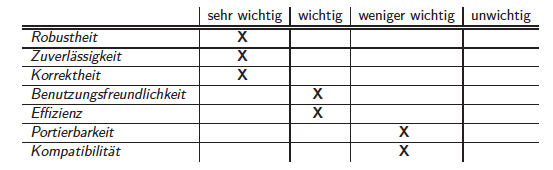 sehr wichtig wichtig weniger wichtig unwichtig
Robustheit X
Zuverlässigkeit X
Korrektheit X
Benutzungsfreundlichkeit X
Effizienz X
Portierbarkeit X
Kompatibilität X